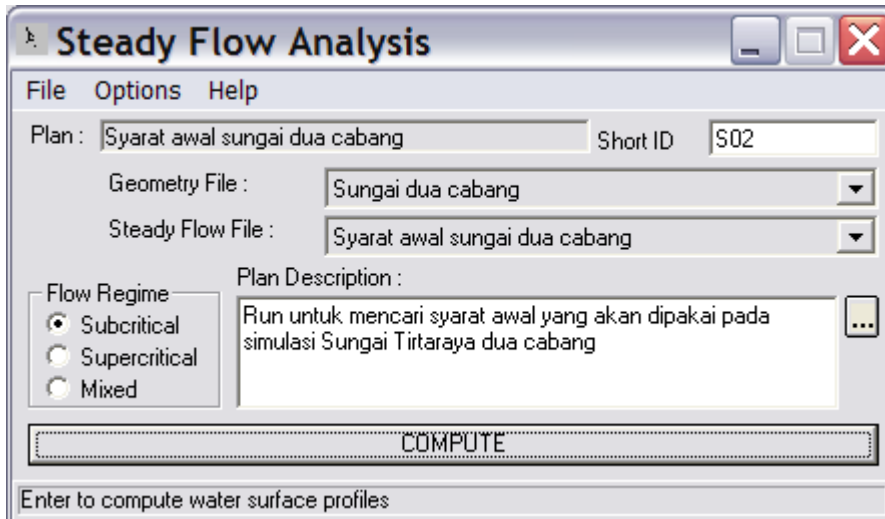 Steady Flow Analysis
File Options Help
Plan : Syarat awal sungai dua cabang Short ID S02
Geometry File : Sungai dua cabang
Steady Flow File : Syarat awal sungai dua cabang
Flow Regime
Subcritical
Supercritical
Mixed
Plan Description :
Run untuk mencari syarat awal yang akan dipakai pada
simulasi Sungai Tirtaraya dua cabang
...
COMPUTE
Enter to compute water surface profiles